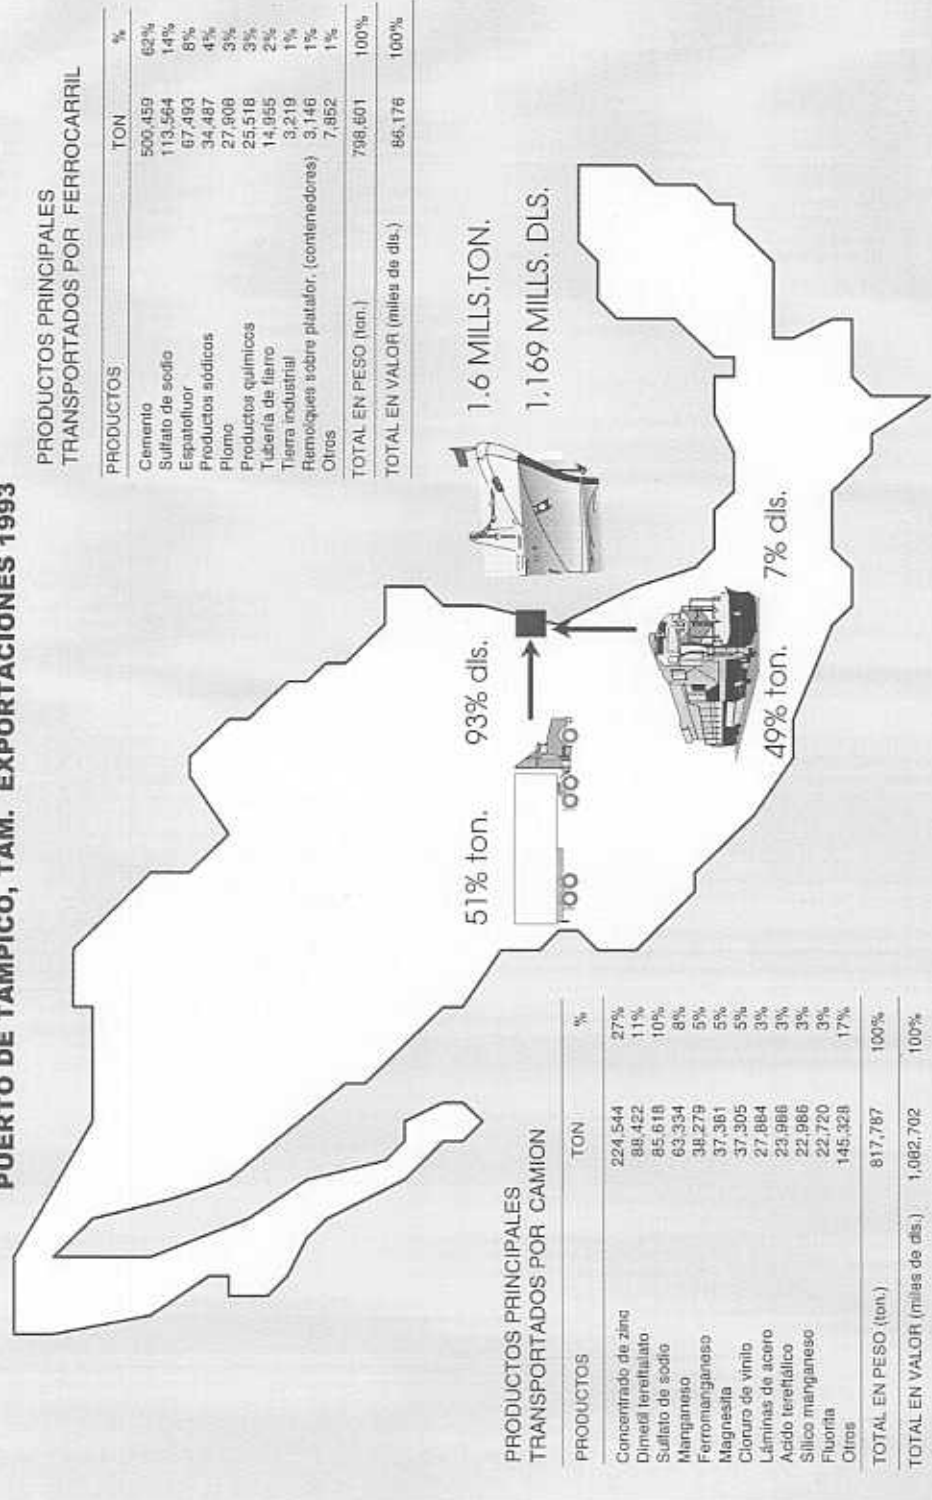 PUERTO DE TAMPICO, TAM. EXPORTACIONES 1993
PRODUCTOS PRINCIPALES
TRANSPORTADOS POR FERROCARRIL
PRODUCTOS TON %
Cemento 500,459 62%
Sulfato de sodio 113,564 14%
Espatofluor 67,493 8%
Productos sódicos 34,487 4%
Plomo 27,908 3%
Productos químicos 25,518 3%
Tubería de fierro 14,955 2%
Tierra industrial 3,219 1%
Remolques sobre platafor. (contenedores) 3,146 1%
Otros 7,852 1%
TOTAL EN PESO (ton.) 798,601 100%
TOTAL EN VALOR (miles de dls.) 86,176 100%
1.6 MILLS.TON.
1,169 MILLS. DLS.
51% ton. 93% dls.
49% ton. 7% dls.
PRODUCTOS PRINCIPALES
TRANSPORTADOS POR CAMION
PRODUCTOS TON %
Concentrado de zinc 224,544 27%
Dimetil tereftalato 88,422 11%
Sulfato de sodio 85,618 10%
Manganeso 63,334 8%
Ferromanganeso 38,279 5%
Magnesita 37,381 5%
Cloruro de vinilo 37,305 5%
Láminas de acero 27,884 3%
Acido tereftálico 23,986 3%
Silico manganeso 22,986 3%
Fluorita 22,720 3%
Otros 145,328 17%
TOTAL EN PESO (ton.) 817,787 100%
TOTAL EN VALOR (miles de dls.) 1,082,702 100%